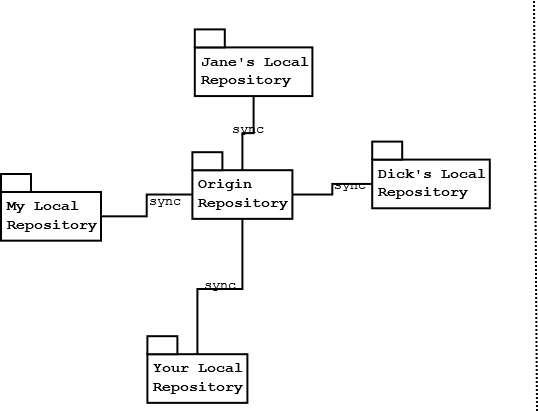 Jane's Local
Repository
sync
Origin
Repository
Dick's Local
Repository
sync
My Local
Repository
sync
sync
Your Local
Repository